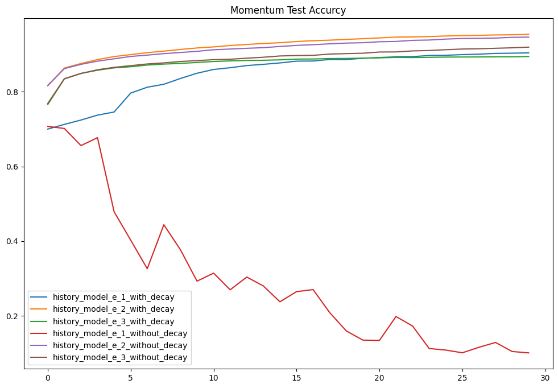 Momentum Test Accurcy
0.8
0.6
0.4
0.2
history_model_e_1_with_decay
history_model_e_2_with_decay
history_model_e_3_with_decay
history_model_e_1_without_decay
history_model_e_2_without_decay
history_model_e_3_without_decay
0 5 10 15 20 25 30